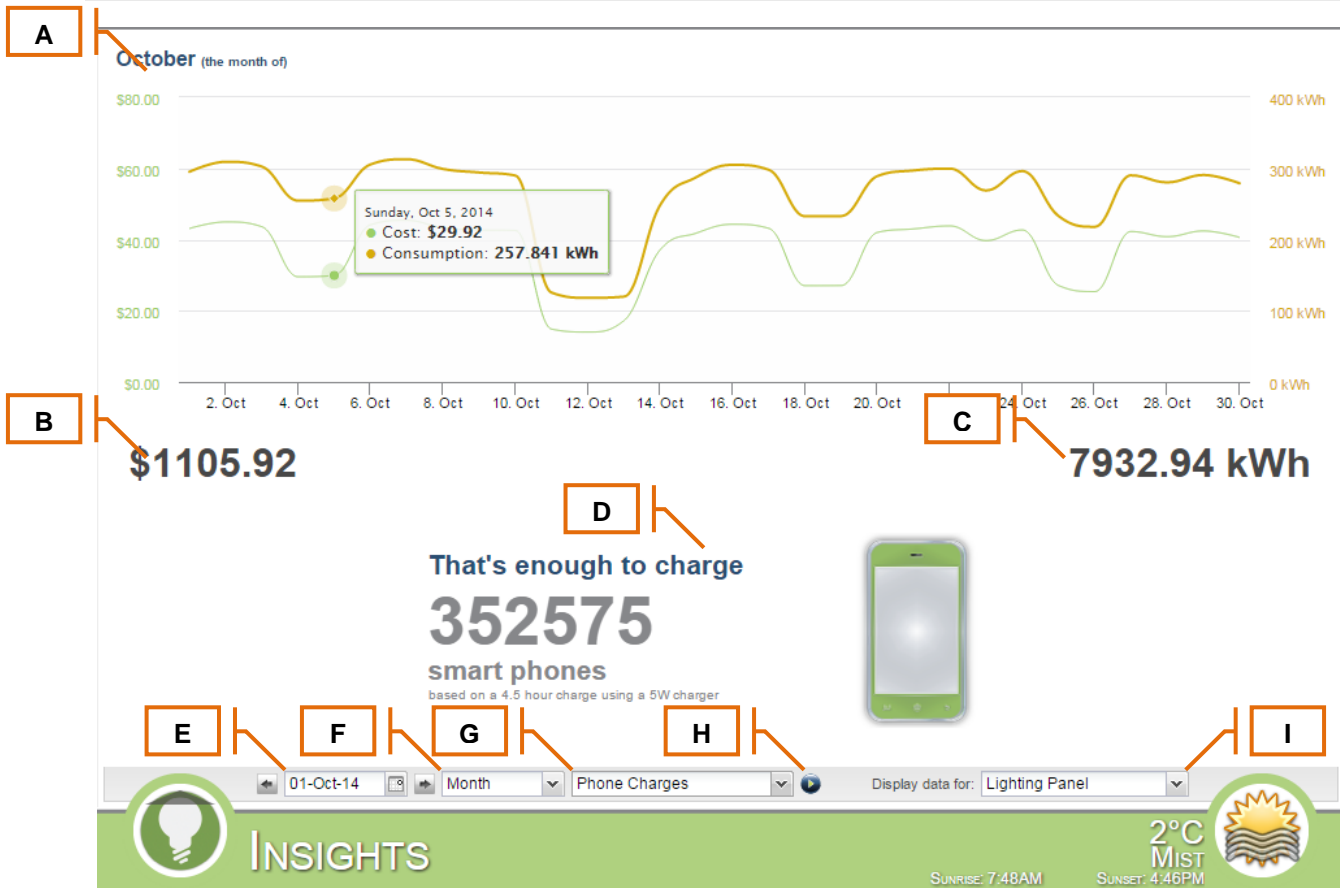 A
October (the month of)
$80.00
400 kWh
$60.00
300 kWh
Sunday, Oct 5, 2014
Cost: $29.92
Consumption: 257.841 kWh
$40.00
200 kWh
$20.00
100 kWh
$0.00
0 kWh
2. Oct 4. Oct 6. Oct 8. Oct 10. Oct 12. Oct 14. Oct 16. Oct 18. Oct 20. Oct 24. Oct 26. Oct 28. Oct 30. Oct
B
C
$1105.92
7932.94 kWh
D
That's enough to charge
352575
smart phones
based on a 4.5 hour charge using a 5W charger
E F G H I
01-Oct-14 Month Phone Charges Display data for: Lighting Panel
INSIGHTS
2°C
MIST
SUNRISE: 7:48AM SUNSET: 4:46PM